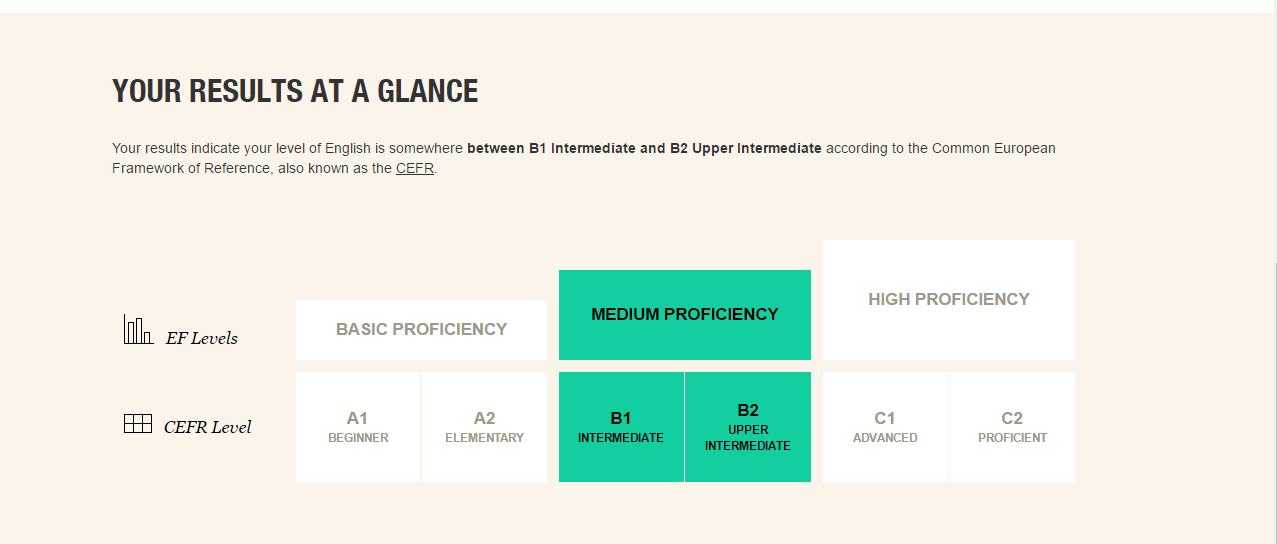 YOUR RESULTS AT A GLANCE
Your results indicate your level of English is somewhere between B1 Intermediate and B2 Upper Intermediate according to the Common European
Framework of Reference, also known as the CEFR.
EF Levels
BASIC PROFICIENCY
MEDIUM PROFICIENCY
HIGH PROFICIENCY
CEFR Level
A1
BEGINNER
A2
ELEMENTARY
B1
INTERMEDIATE
B2
UPPER
INTERMEDIATE
C1
ADVANCED
C2
PROFICIENT